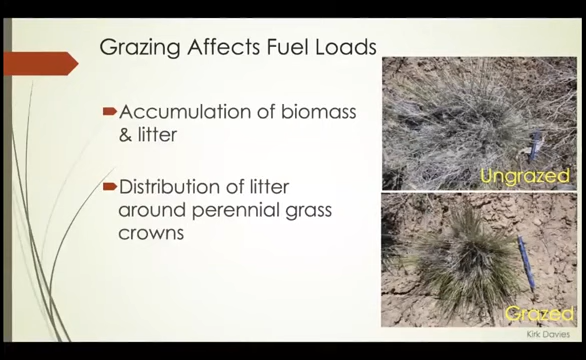 Grazing Affects Fuel Loads
Accumulation of biomass
& litter
Distribution of litter
around perennial grass
crowns
Ungrazed
Grazed
Kirk Davies